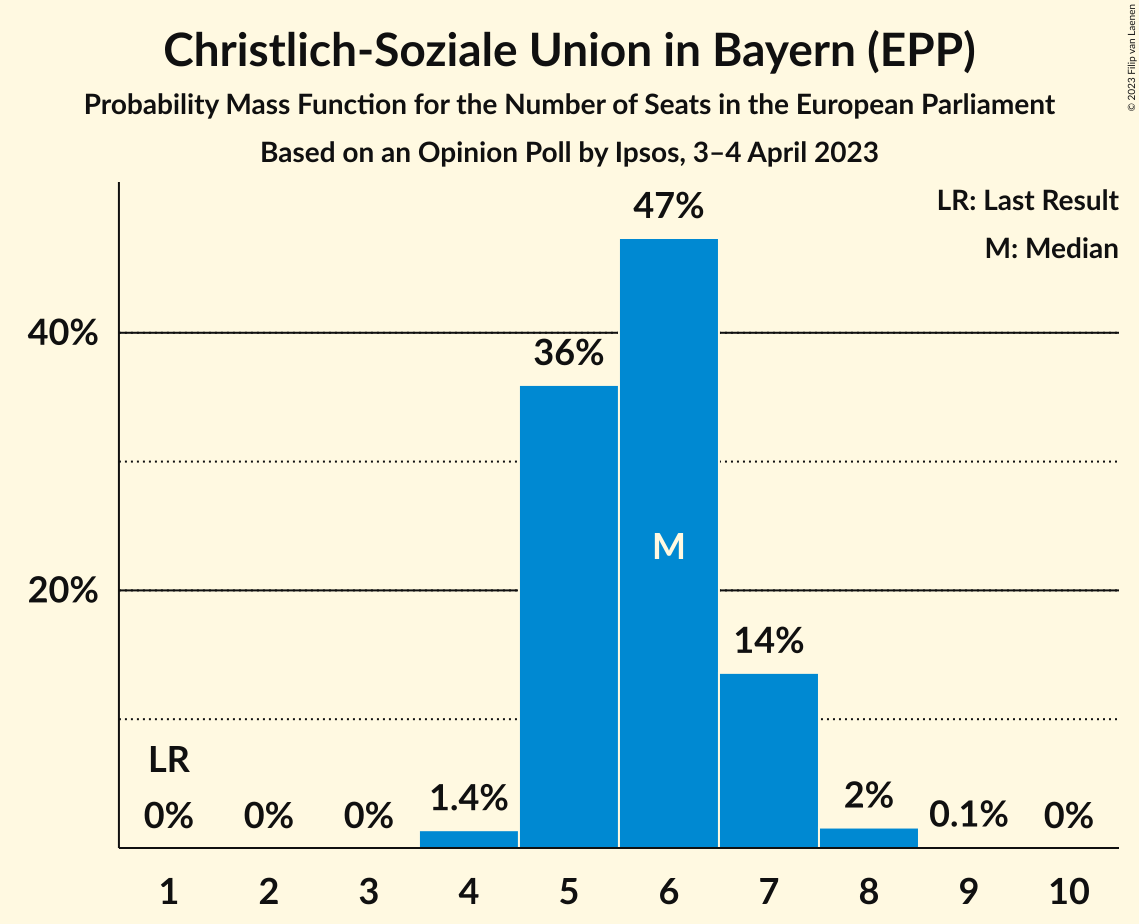 Christlich-Soziale Union in Bayern (EPP)
Probability Mass Function for the Number of Seats in the European Parliament
Based on an Opinion Poll by Ipsos, 3–4 April 2023
© 2023 Filip van Laenen
LR: Last Result
M: Median
47%
40%
36%
M
20%
14%
LR
0% 0% 0% 1.4% 2% 0.1% 0%
1 2 3 4 5 6 7 8 9 10